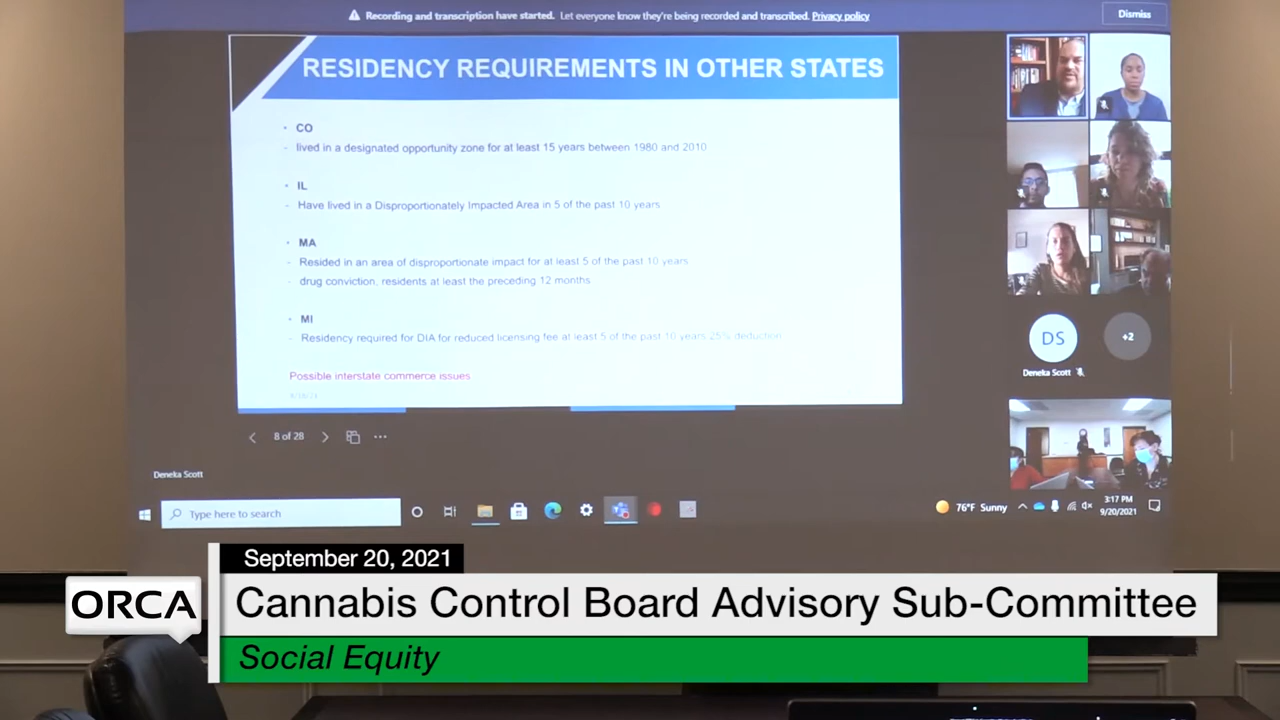 Recording and transcription have started. Let everyone know they're being recorded and transcribed. Privacy policy
Dismiss
RESIDENCY REQUIREMENTS IN OTHER STATES
• CO
- lived in a designated opportunity zone for at least 15 years between 1980 and 2010
• IL
- Have lived in a Disproportionately Impacted Area in 5 of the past 10 years
• MA
- Resided in an area of disproportionate impact for at least 5 of the past 10 years
- drug conviction, residents at least the preceding 12 months
• MI
- Residency required for DIA for reduced licensing fee at least 5 of the past 10 years 25% deduction
Possible interstate commerce issues
DS
+2
Deneka Scott
8 of 28
Deneka Scott
Type here to search
76°F Sunny
3:17 PM
9/20/2021
September 20, 2021
ORCA
Cannabis Control Board Advisory Sub-Committee
Social Equity